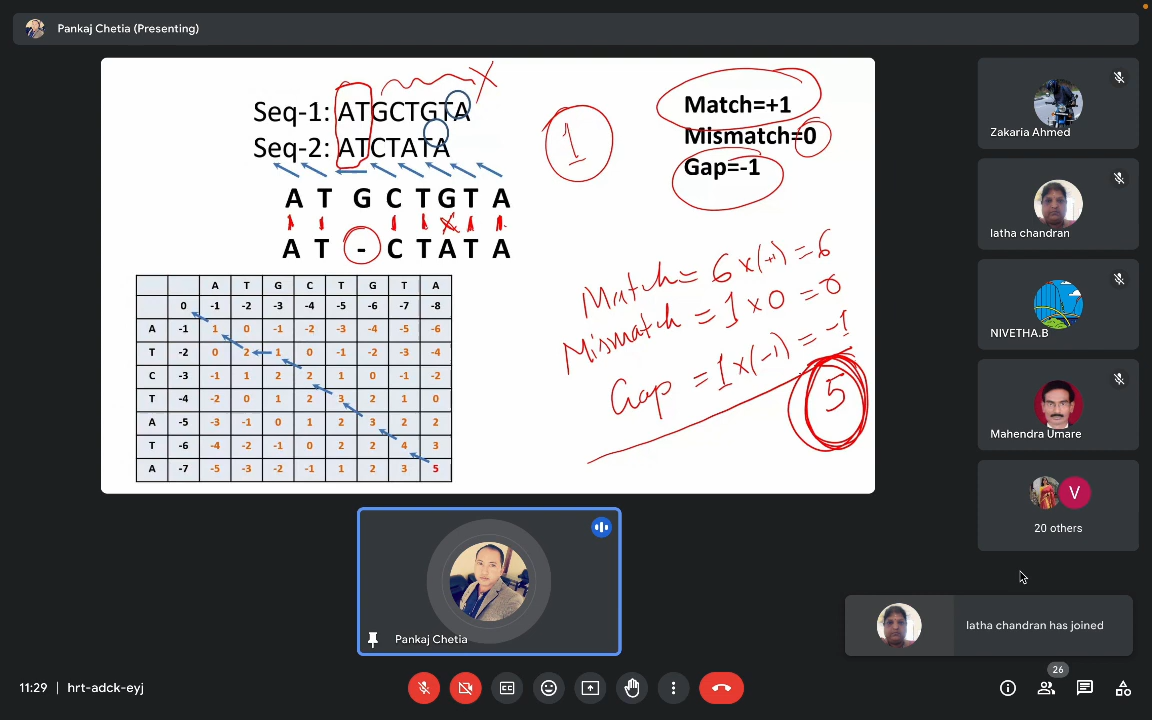 Pankaj Chetia (Presenting)
Seq-1: ATGCTGTA
Seq-2: ATCTATA
A T G C T G T A
A T - C T A T A
Match=+1
Mismatch=0
Gap=-1
1
Match = 6 x (+1) = 6
Mismatch = 1 x 0 = 0
Gap = 1 x (-1) = -1
5
A T G C T G T A
0 -1 -2 -3 -4 -5 -6 -7 -8
A -1 1 0 -1 -2 -3 -4 -5 -6
T -2 0 2 1 0 -1 -2 -3 -4
C -3 -1 1 2 2 1 0 -1 -2
T -4 -2 0 1 2 3 2 1 0
A -5 -3 -1 0 1 2 3 2 2
T -6 -4 -2 -1 0 2 2 4 3
A -7 -5 -3 -2 -1 1 2 3 5
Zakaria Ahmed
latha chandran
NIVETHA.B
Mahendra Umare
V
20 others
Pankaj Chetia
latha chandran has joined
11:29 | hrt-adck-eyj
CC
26